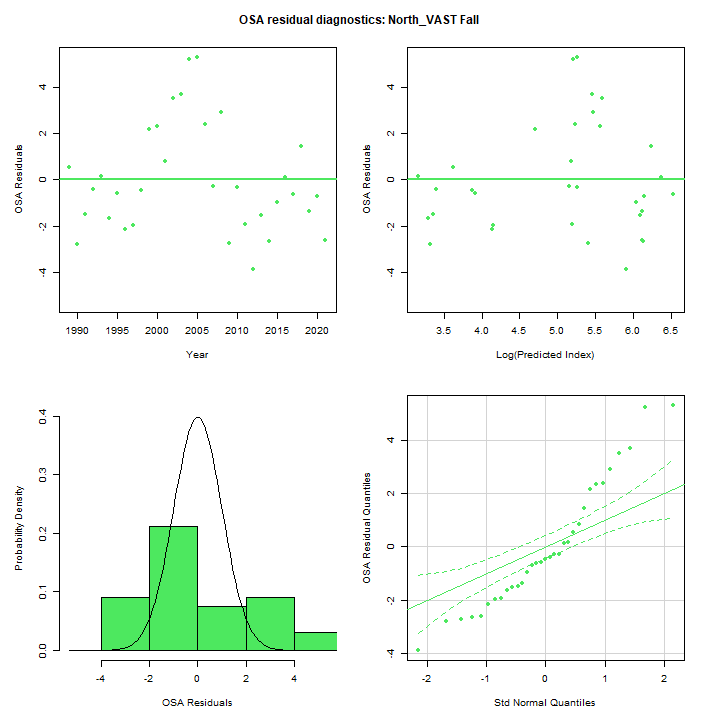 OSA residual diagnostics: North_VAST Fall
OSA Residuals
4
2
0
-2
-4
1990 1995 2000 2005 2010 2015 2020
Year
OSA Residuals
4
2
0
-2
-4
3.5 4.0 4.5 5.0 5.5 6.0 6.5
Log(Predicted Index)
Probability Density
0.4
0.3
0.2
0.1
0.0
-4 -2 0 2 4
OSA Residuals
OSA Residual Quantiles
4
2
0
-2
-4
-2 -1 0 1 2
Std Normal Quantiles